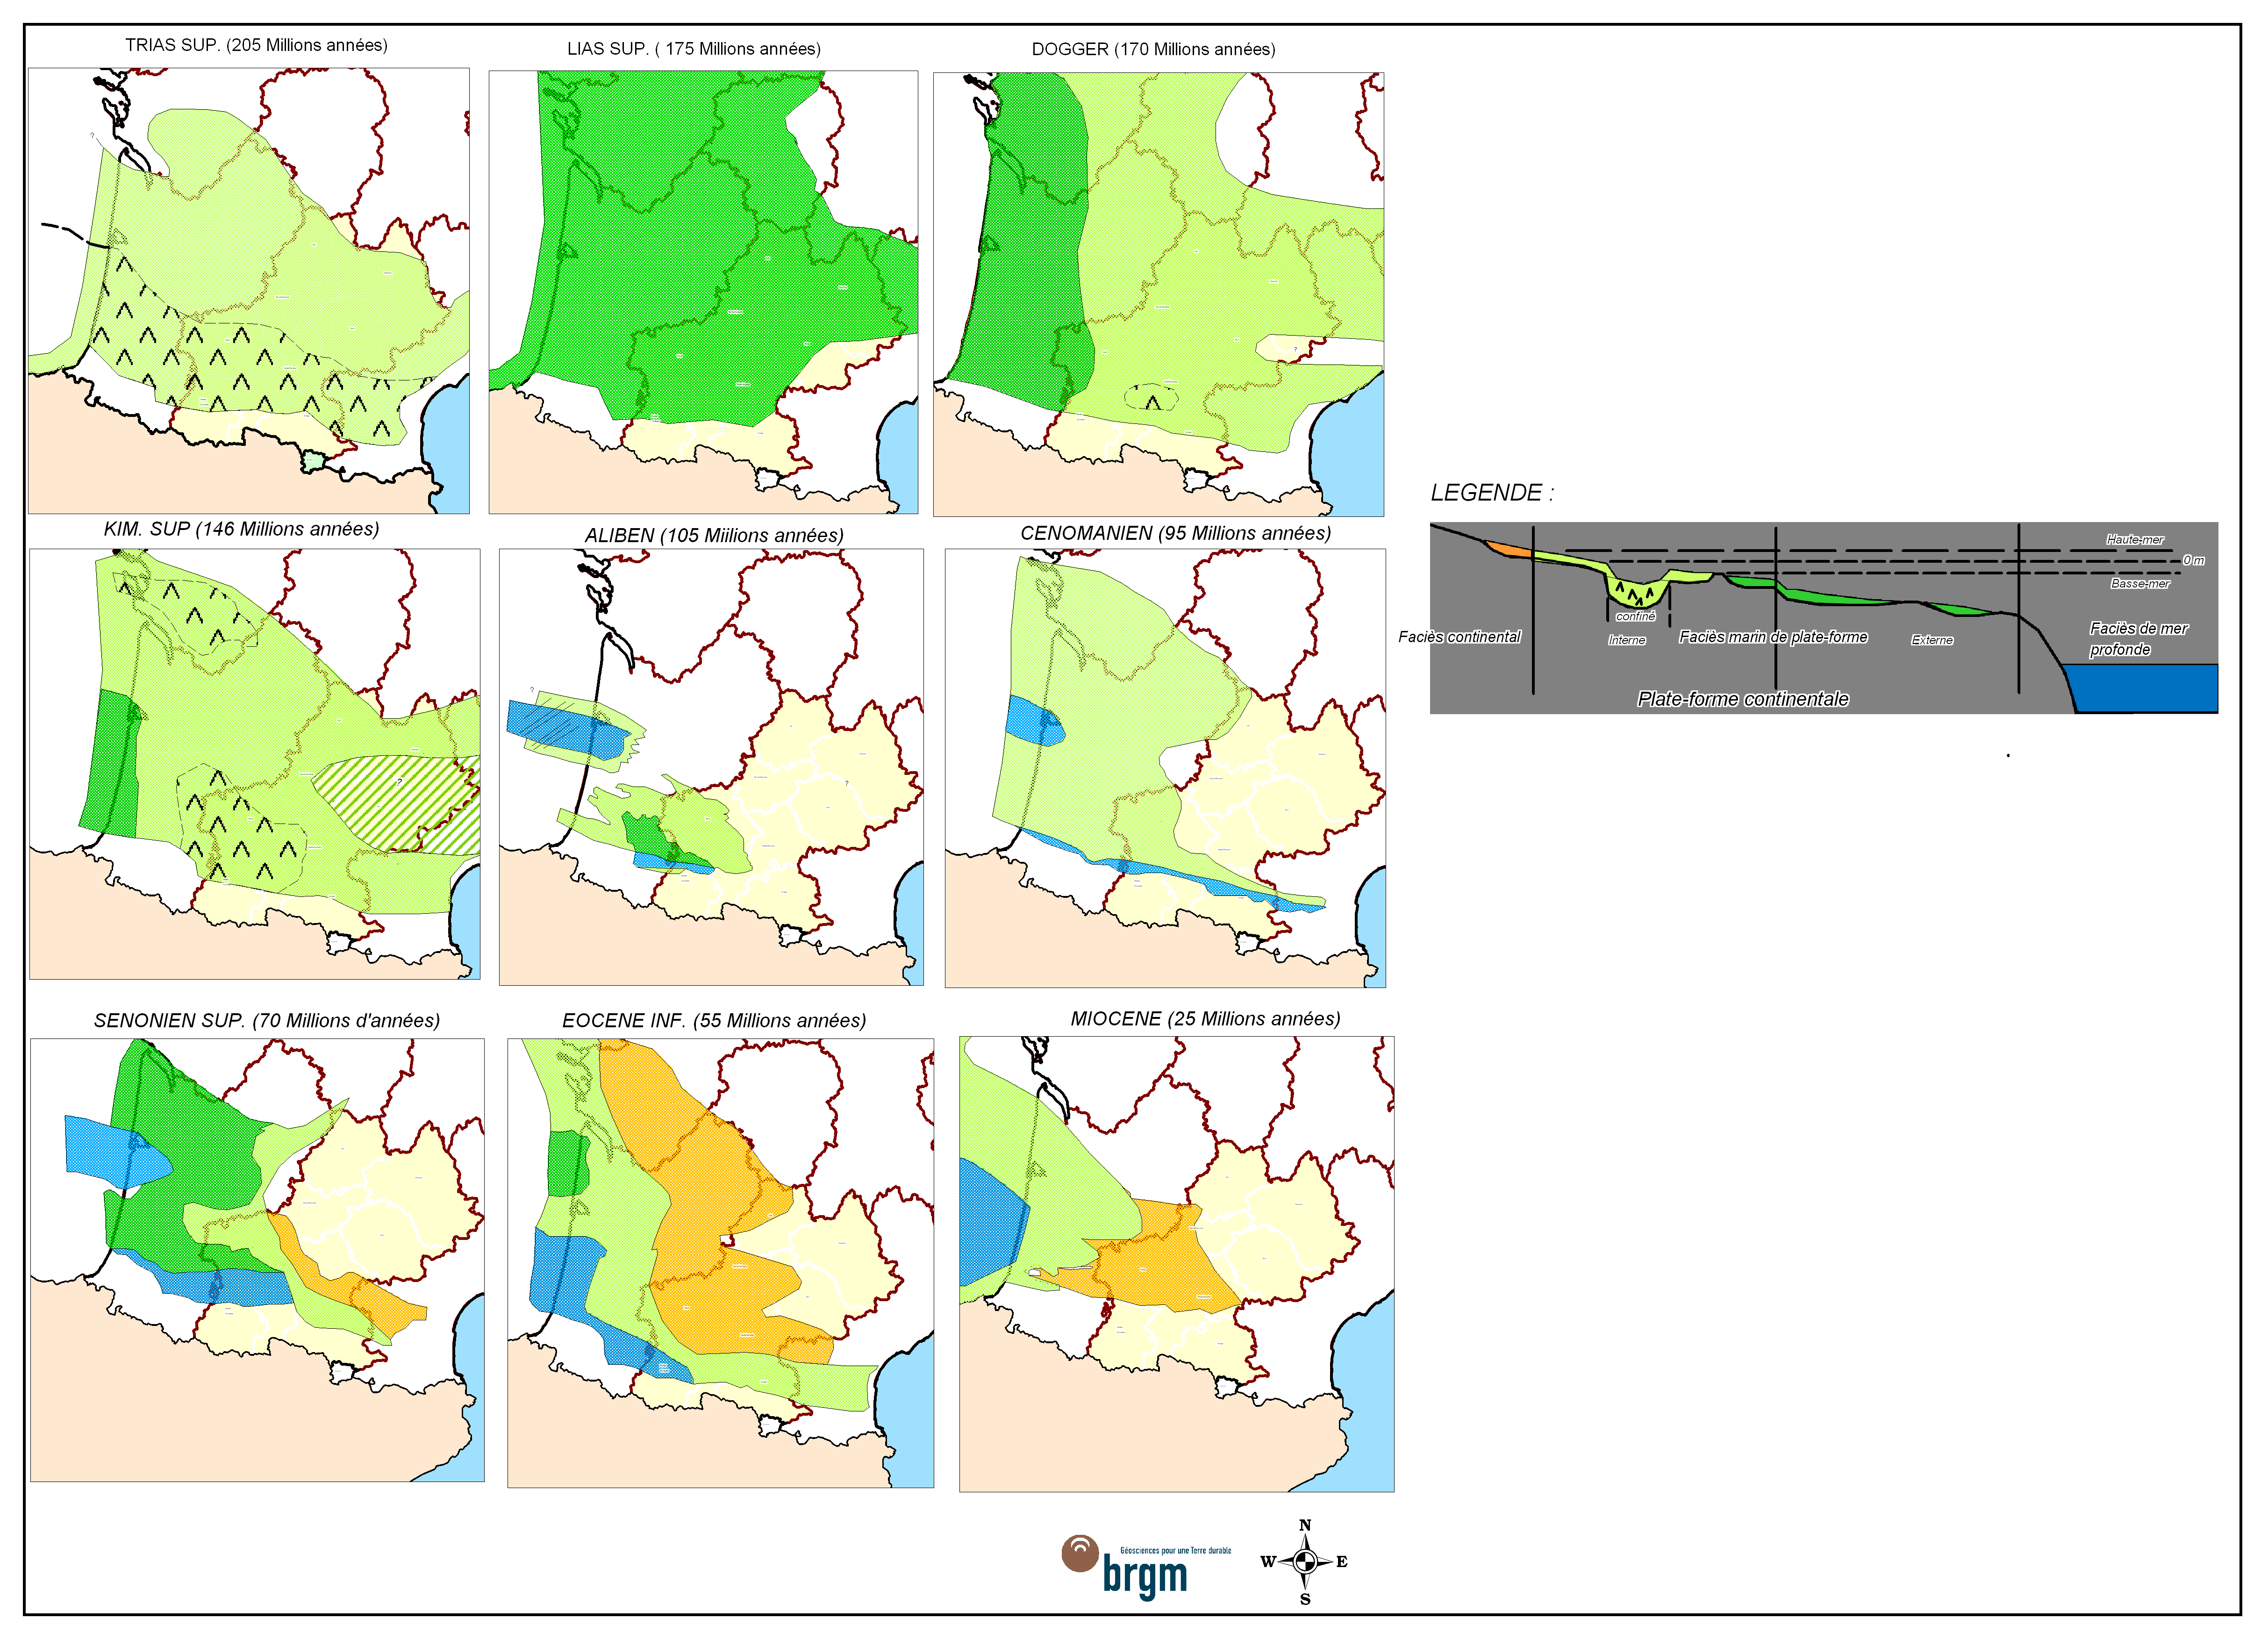 TRIAS SUP. (205 Millions années)
LIAS SUP. ( 175 Millions années)
DOGGER (170 Millions années)
?
?
KIM. SUP (146 Millions années)
ALIBEN (105 Miilions années)
CENOMANIEN (95 Millions années)
?
?
?
LEGENDE :
Haute-mer
0 m
Basse-mer
confiné
Faciès continental
Interne
Faciès marin de plate-forme
Externe
Faciès de mer
profonde
Plate-forme continentale
SENONIEN SUP. (70 Millions d'années)
EOCENE INF. (55 Millions années)
MIOCENE (25 Millions années)
Géosciences pour une Terre durable
brgm
N
W
E
S